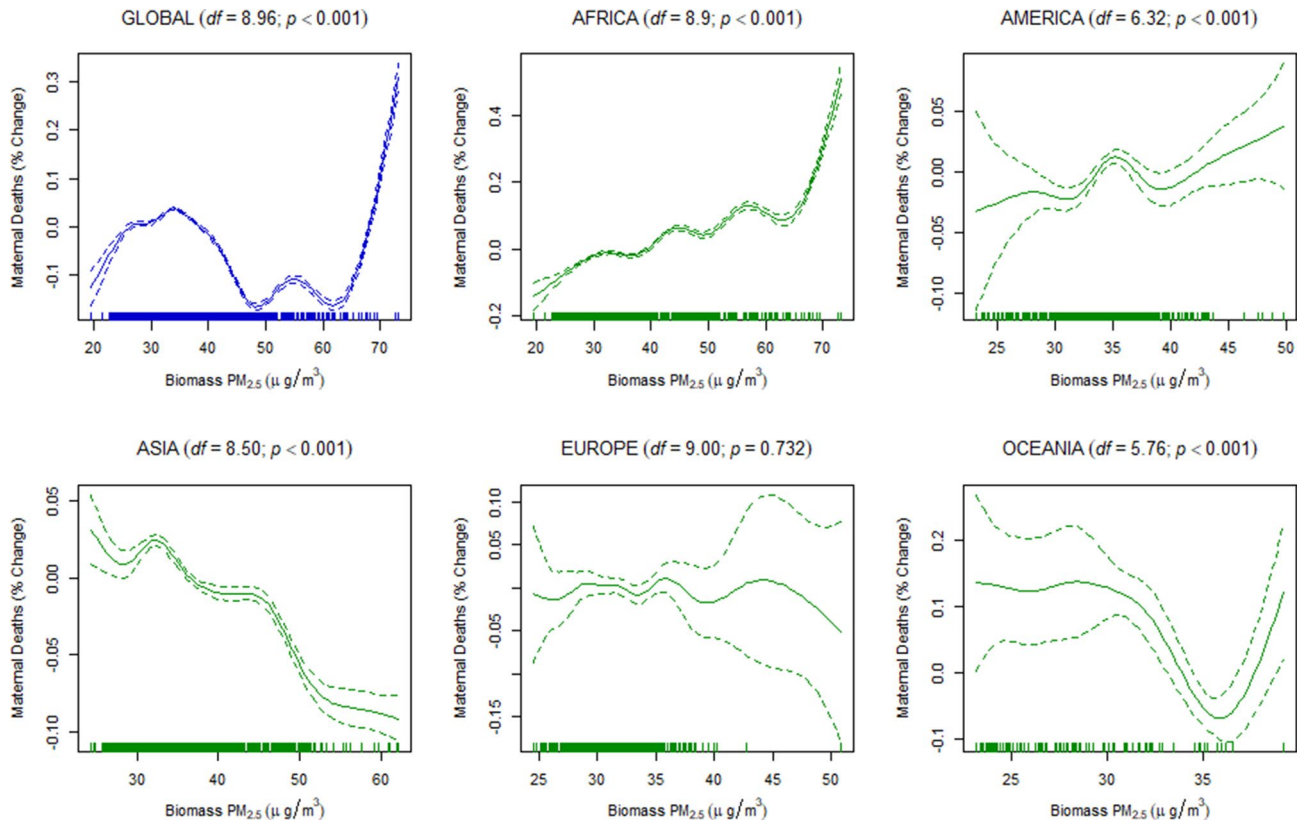 GLOBAL (df = 8.96; p < 0.001)
Maternal Deaths (% Change)
0.3
0.2
0.1
0.0
-0.1
20 30 40 50 60 70
Biomass PM2.5 (μ g/m³)
AFRICA (df = 8.9; p < 0.001)
Maternal Deaths (% Change)
0.4
0.2
0.0
-0.2
20 30 40 50 60 70
Biomass PM2.5 (μ g/m³)
AMERICA (df = 6.32; p < 0.001)
Maternal Deaths (% Change)
0.05
0.00
-0.05
-0.10
25 30 35 40 45 50
Biomass PM2.5 (μ g/m³)
ASIA (df = 8.50; p < 0.001)
Maternal Deaths (% Change)
0.05
0.00
-0.05
-0.10
30 40 50 60
Biomass PM2.5 (μ g/m³)
EUROPE (df = 9.00; p = 0.732)
Maternal Deaths (% Change)
0.10
0.05
-0.05
-0.15
25 30 35 40 45 50
Biomass PM2.5 (μ g/m³)
OCEANIA (df = 5.76; p < 0.001)
Maternal Deaths (% Change)
0.2
0.1
0.0
-0.1
25 30 35
Biomass PM2.5 (μ g/m³)